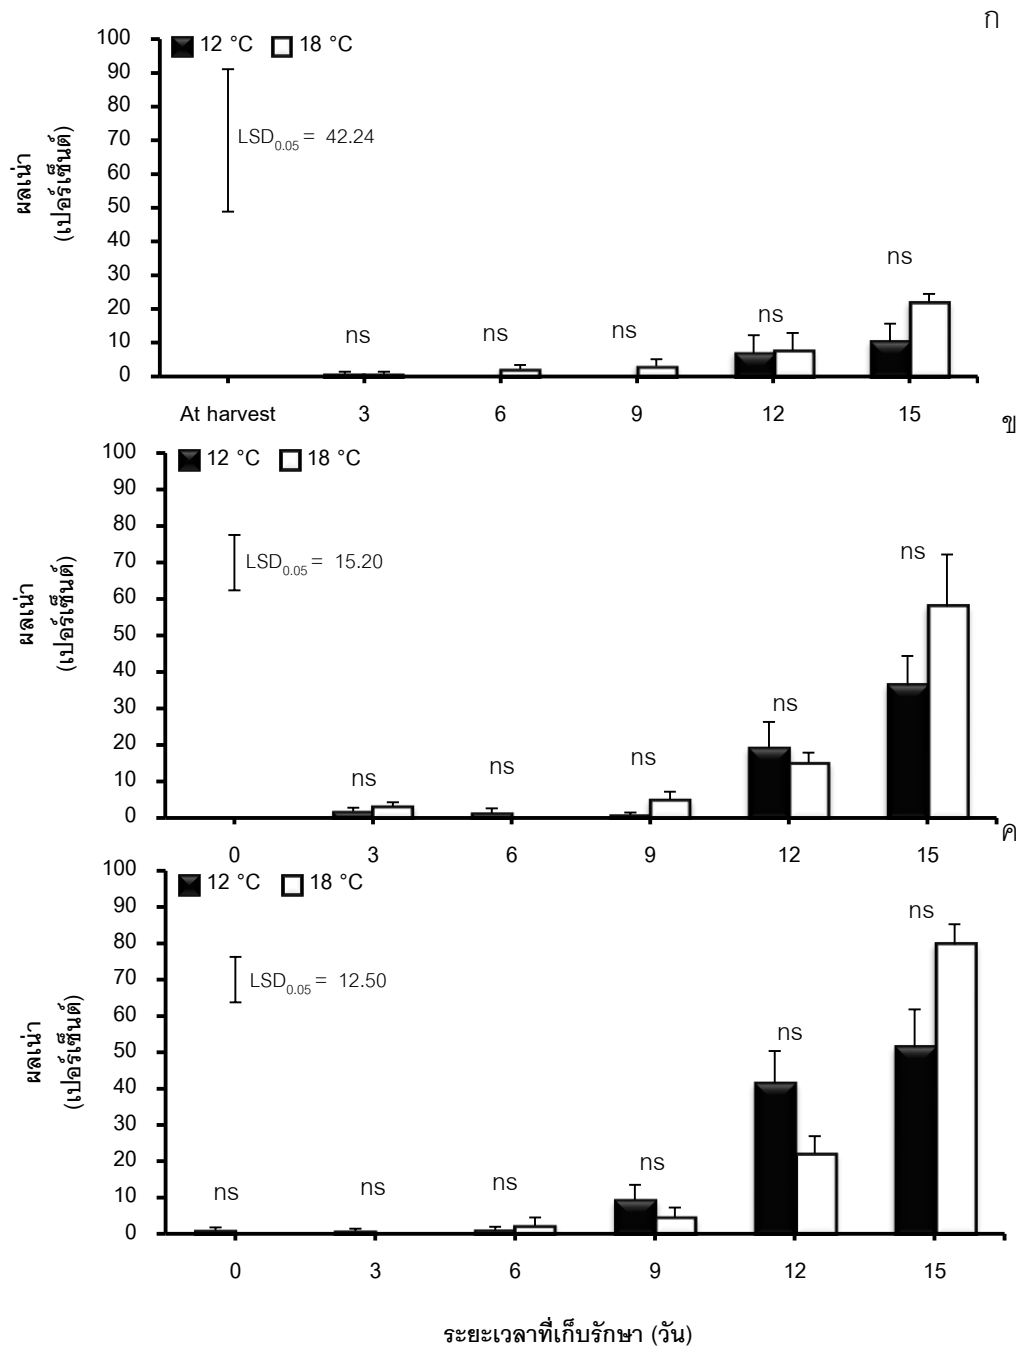 ก
12 °C 18 °C
100
90
80
70
60
50
40
30
20
10
0
ผลเน่า
(เปอร์เซ็นต์)
LSD0.05 = 42.24
ns
ns
ns
ns
ns
At harvest 3 6 9 12 15
ข
12 °C 18 °C
100
90
80
70
60
50
40
30
20
10
0
ผลเน่า
(เปอร์เซ็นต์)
LSD0.05 = 15.20
ns
ns
ns
ns
ns
0 3 6 9 12 15
ค
12 °C 18 °C
100
90
80
70
60
50
40
30
20
10
0
ผลเน่า
(เปอร์เซ็นต์)
LSD0.05 = 12.50
ns
ns
ns
ns
ns
ns
0 3 6 9 12 15
ระยะเวลาที่เก็บรักษา (วัน)